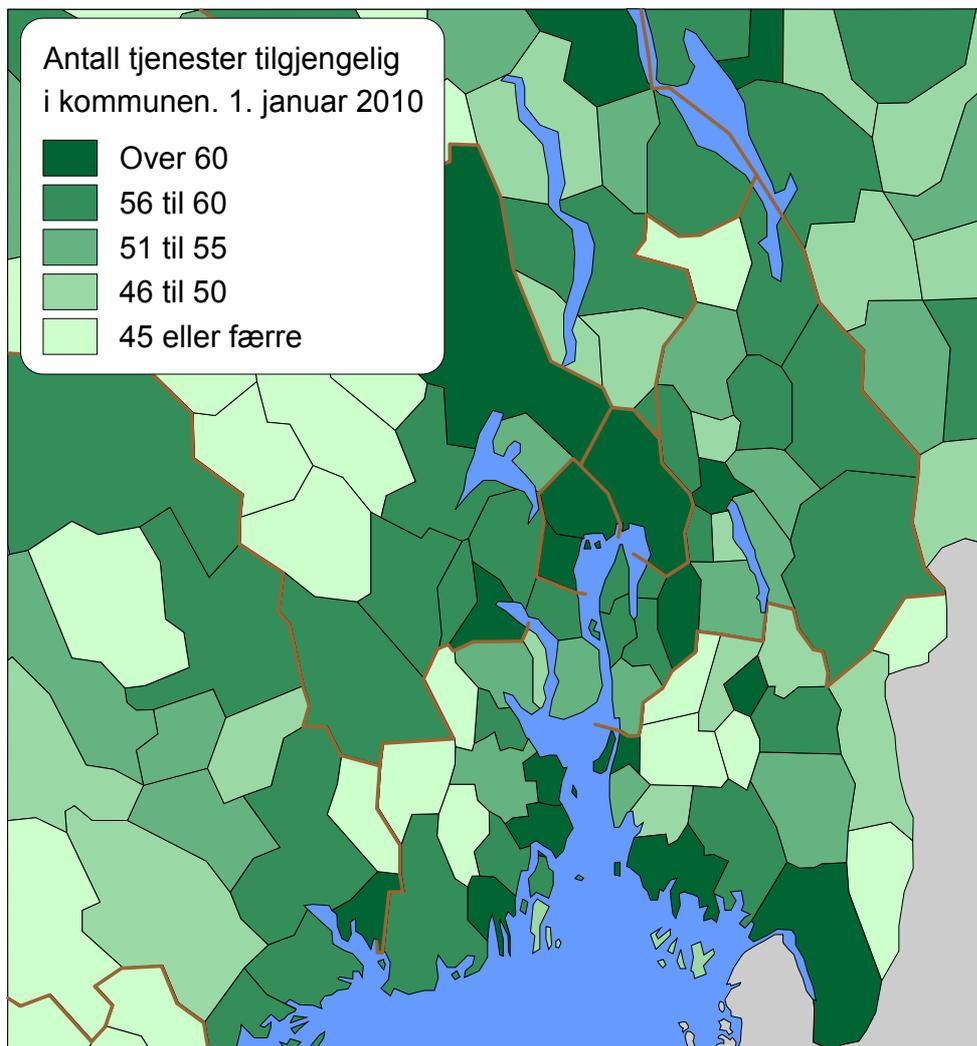 Antall tjenester tilgjengelig
i kommunen. 1. januar 2010
Over 60
56 til 60
51 til 55
46 til 50
45 eller færre